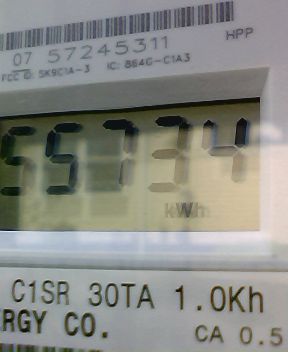 07 57245311
HPP
FCC ID: SK9C1A-3 IC: 864G-C1A3
55734
kWh
C1SR 30TA 1.0Kh
RGY CO.
CA 0.5